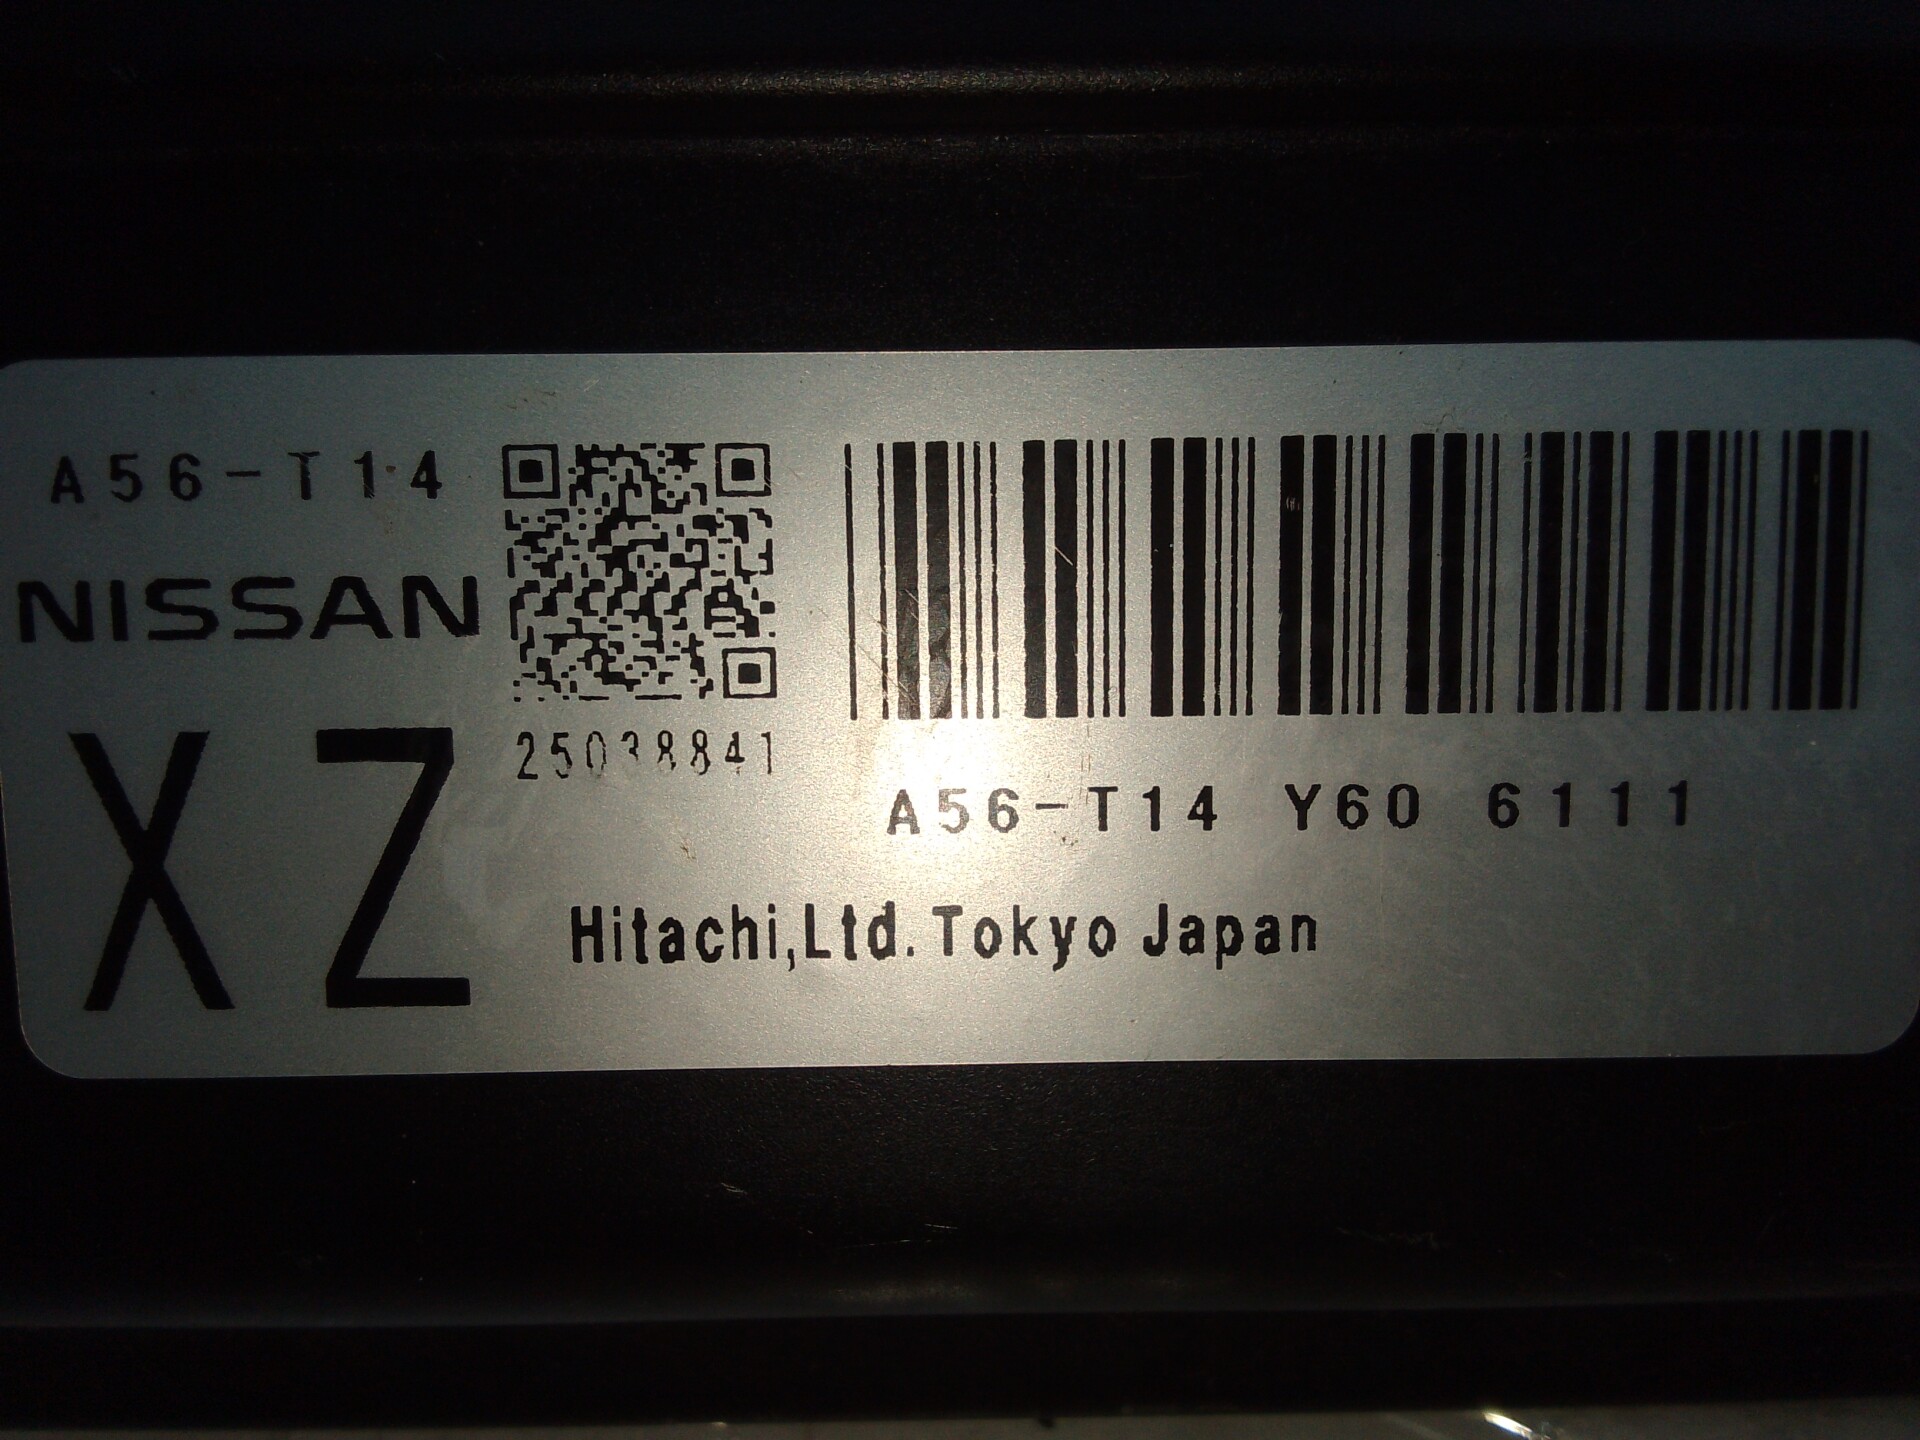 A56-T14
NISSAN
XZ
25038841
A56-T14 Y60 6111
Hitachi,Ltd. Tokyo Japan